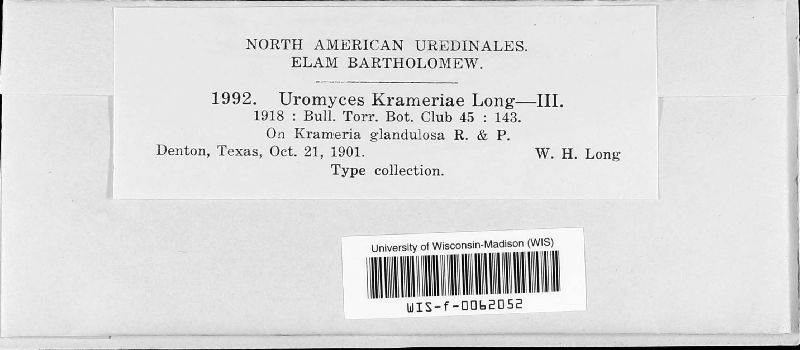 NORTH AMERICAN UREDINALES.
ELAM BARTHOLOMEW.
1992. Uromyces Krameriae Long—III.
1918 : Bull. Torr. Bot. Club 45 : 143.
On Krameria glandulosa R. & P.
Denton, Texas, Oct. 21, 1901. W. H. Long
Type collection.
University of Wisconsin-Madison (WIS)
WIS-f-0062052